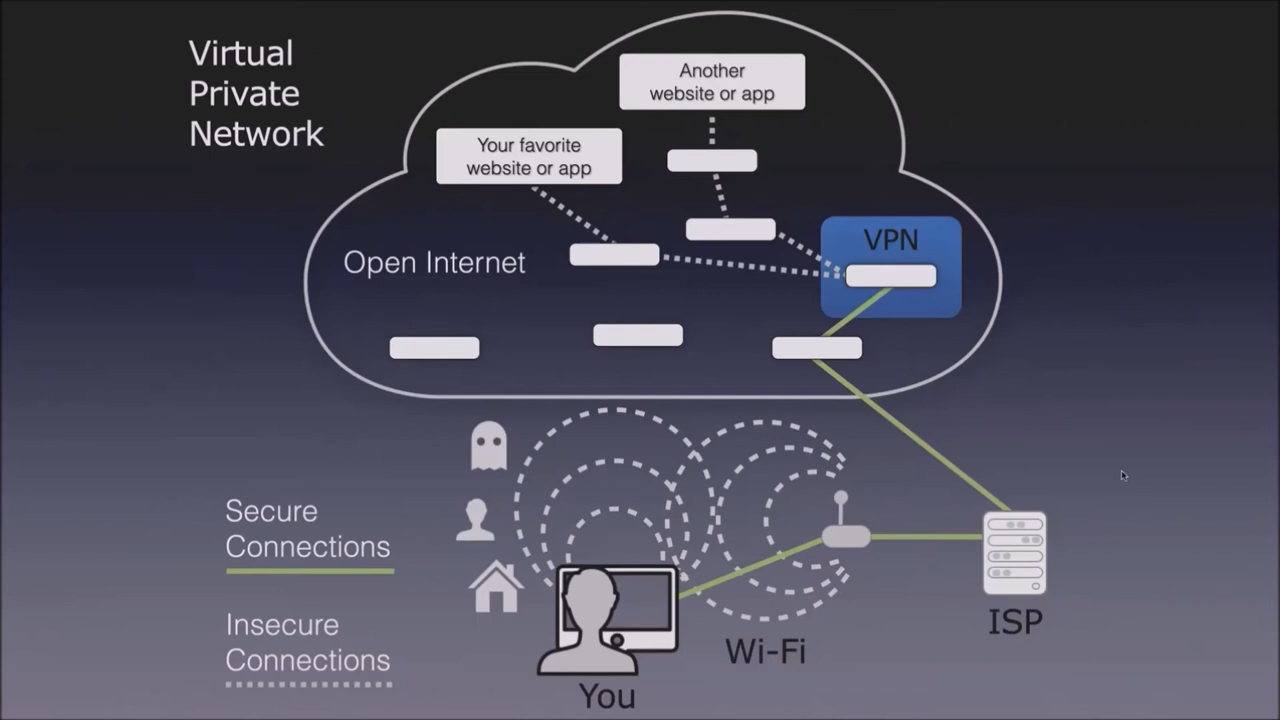 Virtual
Private
Network
Another
website or app
Your favorite
website or app
VPN
Open Internet
Secure
Connections
Insecure
Connections
Wi-Fi
ISP
You